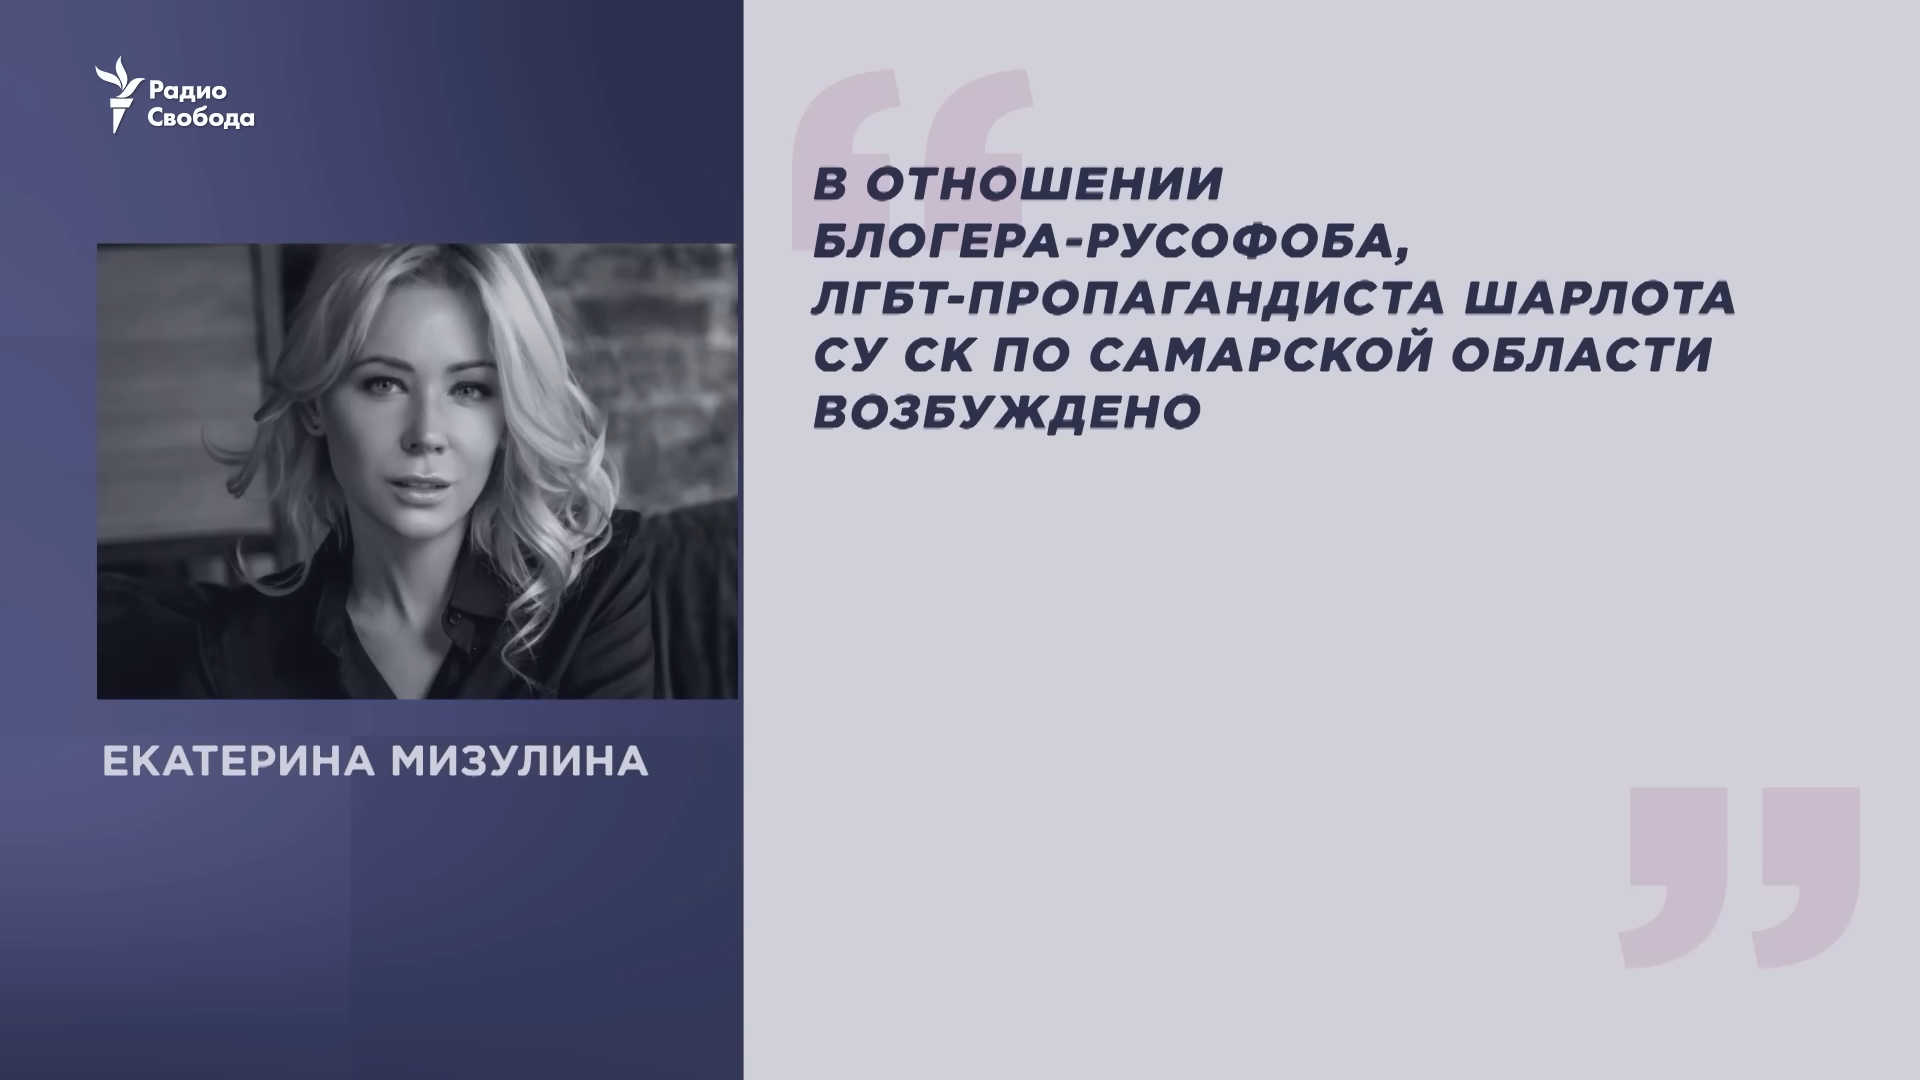 Радио
Свобода
В ОТНОШЕНИИ
БЛОГЕРА-РУСОФОБА,
ЛГБТ-ПРОПАГАНДИСТА ШАРЛОТА
СУ СК ПО САМАРСКОЙ ОБЛАСТИ
ВОЗБУЖДЕНО
ЕКАТЕРИНА МИЗУЛИНА